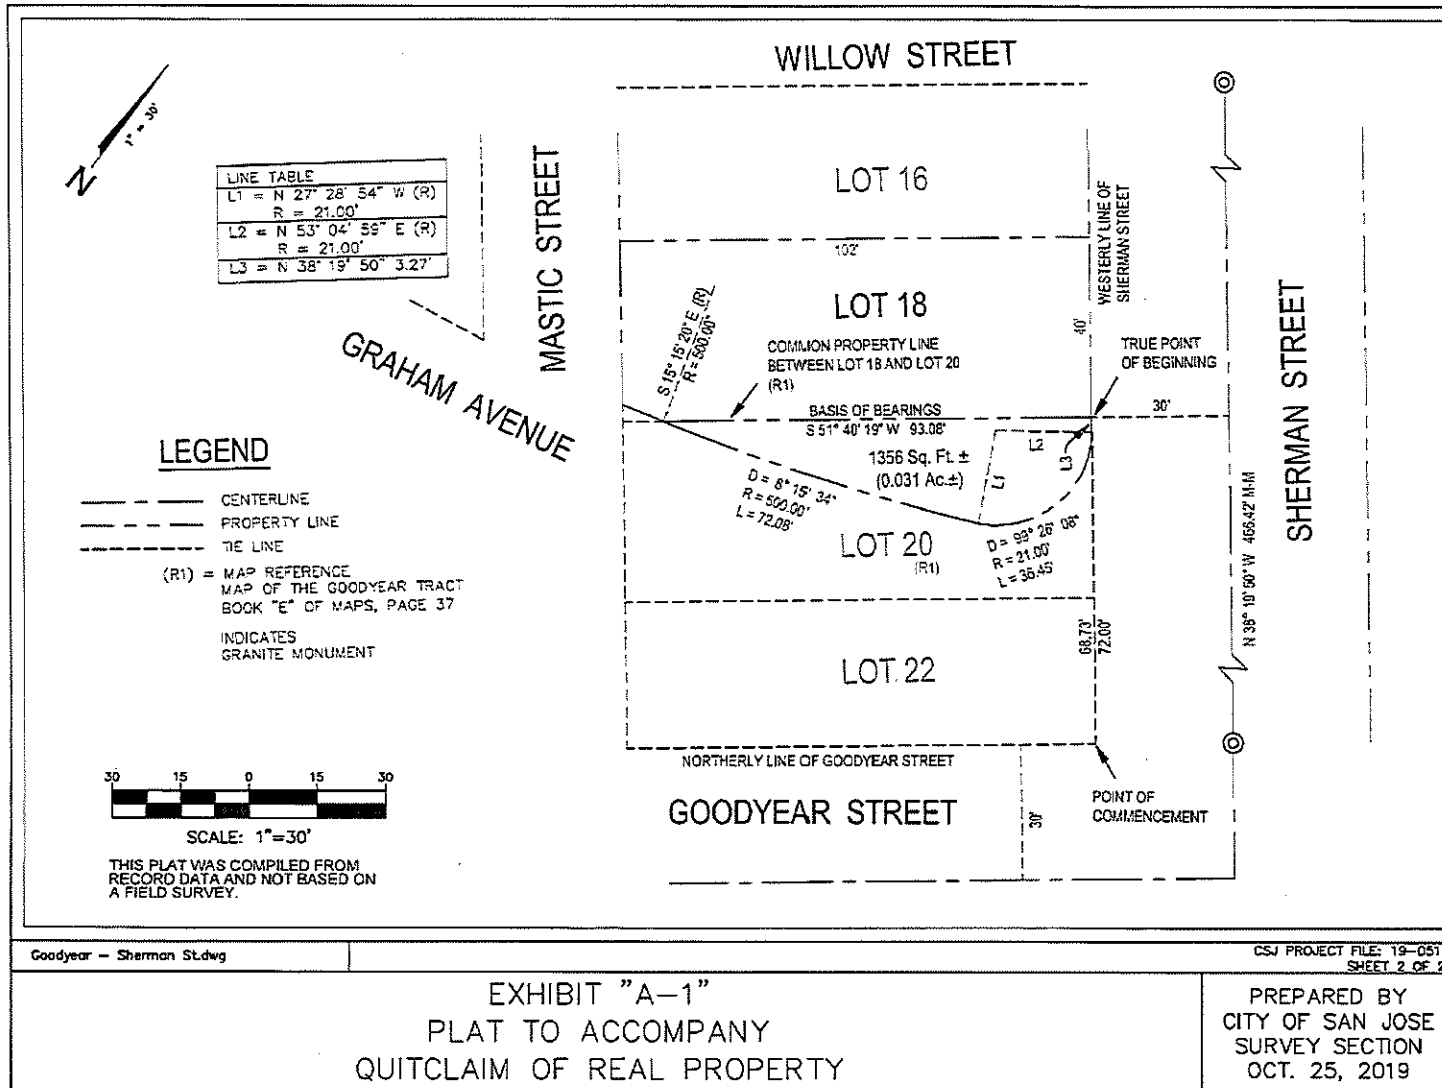 WILLOW STREET
1" = 30'
N
LINE TABLE
L1 = N 27° 28' 54" W (R)
R = 21.00'
L2 = N 53° 04' 59" E (R)
R = 21.00'
L3 = N 38° 19' 50" 3.27'
MASTIC STREET
GRAHAM AVENUE
LOT 16
102'
WESTERLY LINE OF
SHERMAN STREET
LOT 18
40'
S 15° 15' 20" E (R)
R = 500.00'
COMMON PROPERTY LINE
BETWEEN LOT 18 AND LOT 20
(R1)
TRUE POINT
OF BEGINNING
SHERMAN STREET
BASIS OF BEARINGS
S 51° 40' 19" W 93.08'
30'
1356 Sq. Ft. ±
(0.031 Ac.±)
L2
L3
L1
D = 8° 15' 34"
R = 500.00'
L = 72.08'
D = 99° 26' 08"
R = 21.00'
L = 36.45'
LOT 20
(R1)
N 38° 19' 50" W 466.42' M-M
68.73'
72.00'
LOT 22
NORTHERLY LINE OF GOODYEAR STREET
GOODYEAR STREET
30'
POINT OF
COMMENCEMENT
LEGEND
CENTERLINE
PROPERTY LINE
TIE LINE
(R1) = MAP REFERENCE
MAP OF THE GOODYEAR TRACT
BOOK "E" OF MAPS, PAGE 37
INDICATES
GRANITE MONUMENT
30 15 0 15 30
SCALE: 1"=30'
THIS PLAT WAS COMPILED FROM
RECORD DATA AND NOT BASED ON
A FIELD SURVEY.
Goodyear – Sherman St.dwg
CSJ PROJECT FILE: 19-051
SHEET 2 OF 2
EXHIBIT "A-1"
PLAT TO ACCOMPANY
QUITCLAIM OF REAL PROPERTY
PREPARED BY
CITY OF SAN JOSE
SURVEY SECTION
OCT. 25, 2019